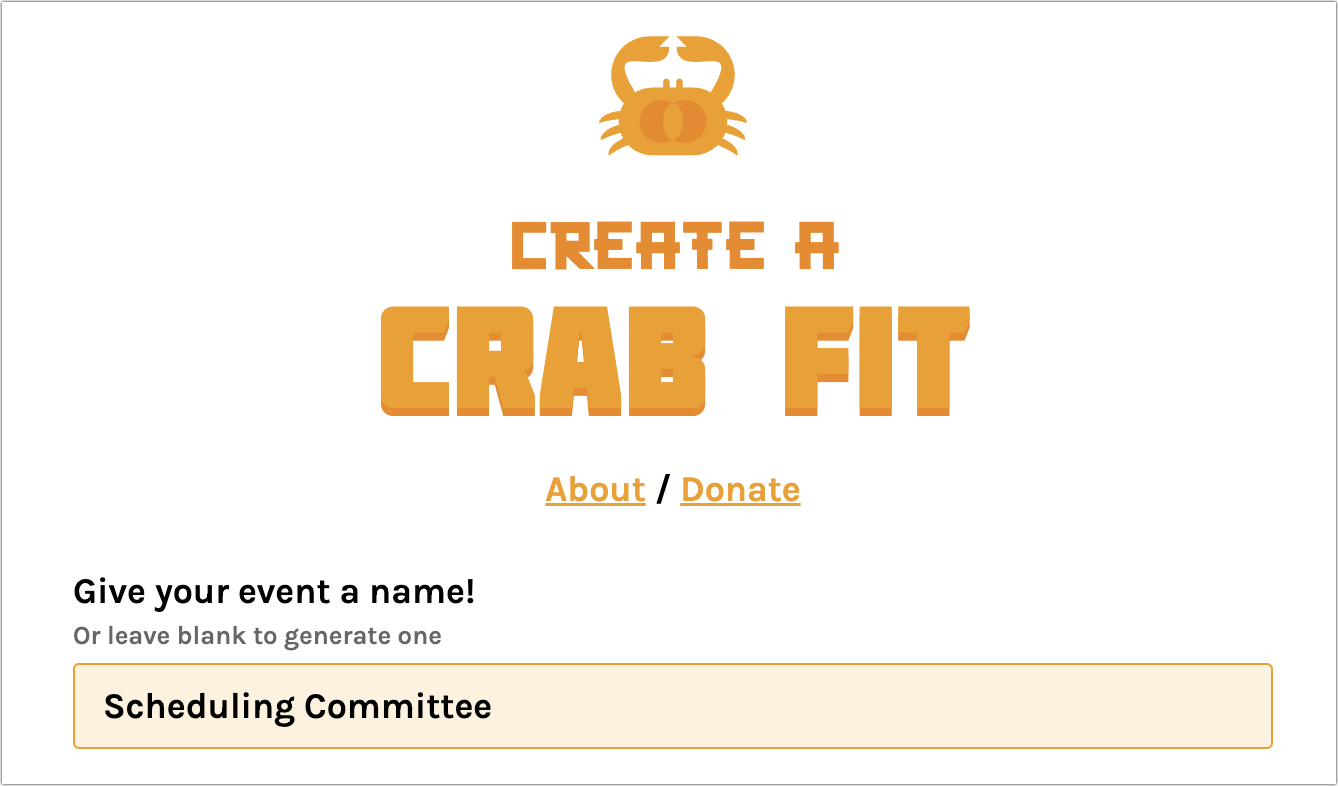 CREATE A
CRAB FIT
About / Donate
Give your event a name!
Or leave blank to generate one
Scheduling Committee